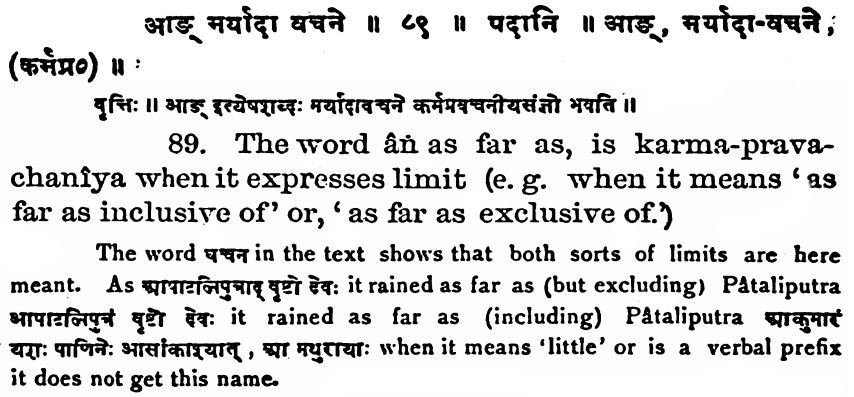 आङ् मर्यादा वचने ॥ ८९ ॥ पदानि ॥ आङ्, मर्यादा-वचने,
(कर्मप्र०) ॥
वृत्तिः ॥ आङ् इत्येषशब्दः मर्यादावचने कर्मप्रवचनीयसंज्ञो भवति ॥
89. The word âṅ as far as, is karma-prava-
chanîya when it expresses limit (e. g. when it means ‘ as
far as inclusive of’ or, ‘ as far as exclusive of.’)
The word वचन in the text shows that both sorts of limits are here
meant. As आपाटलिपुत्राद् वृष्टो देवः it rained as far as (but excluding) Pâtaliputra
आपाटलिपुत्रं वृष्टो देवः it rained as far as (including) Pâtaliputra आकुमारं
यशः पाणिनेः आसांकाश्यात् , आ मथुरायाः when it means ‘little’ or is a verbal prefix
it does not get this name.